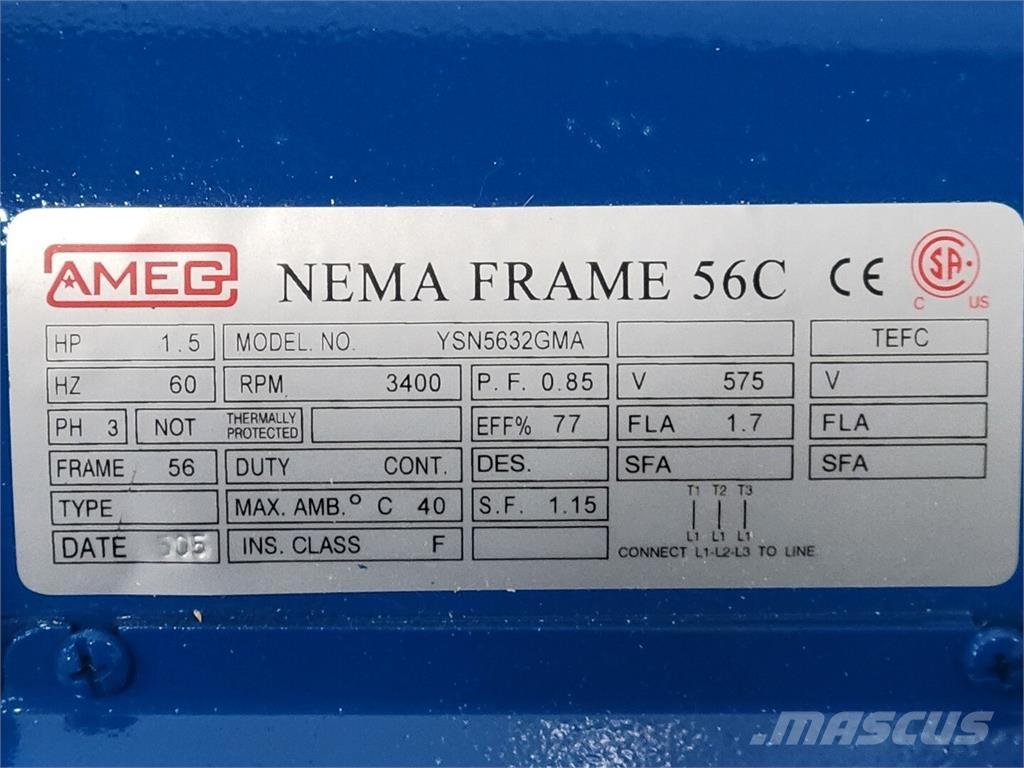 AMEG NEMA FRAME 56C CE CSA C US
HP 1.5 MODEL. NO. YSN5632GMA TEFC
HZ 60 RPM 3400 P. F. 0.85 V 575 V
PH 3 NOT THERMALLY PROTECTED EFF% 77 FLA 1.7 FLA
FRAME 56 DUTY CONT. DES. SFA SFA
TYPE MAX. AMB.° C 40 S.F. 1.15 T1 T2 T3
L1 L1 L1
DATE 505 INS. CLASS F CONNECT L1-L2-L3 TO LINE
MASCUS